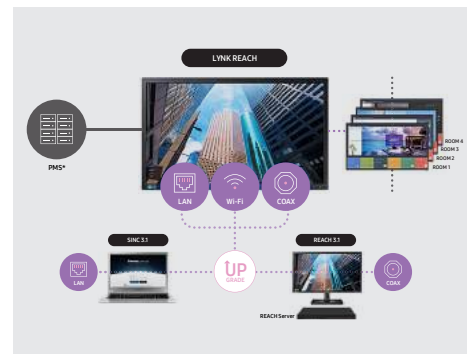 LYNK REACH
PMS*
ROOM 4
ROOM 3
ROOM 2
ROOM 1
LAN
Wi-Fi
COAX
SINC 3.1
REACH 3.1
LAN
UP
GRADE
COAX
REACH Server